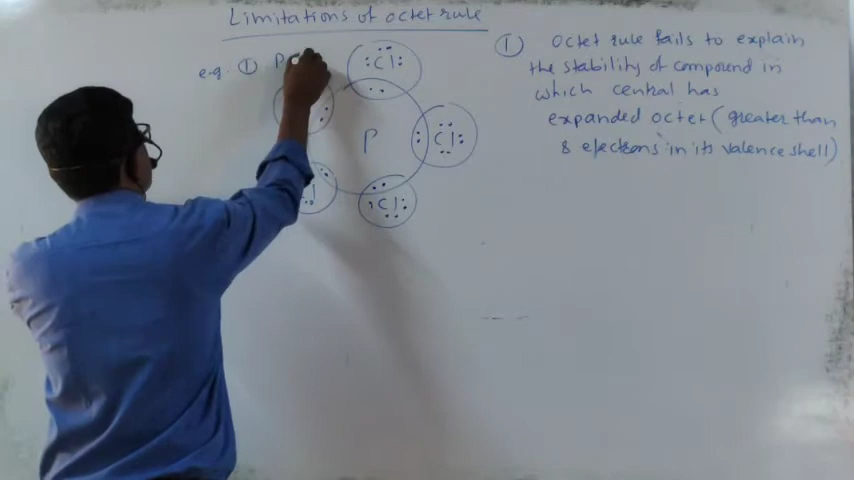 Limitations of octet rule
e.g. ① P
Cl
P
Cl
Cl
① Octet rule fails to explain
the stability of compound in
which central has
expanded octet (greater than
8 electrons in its valence shell)